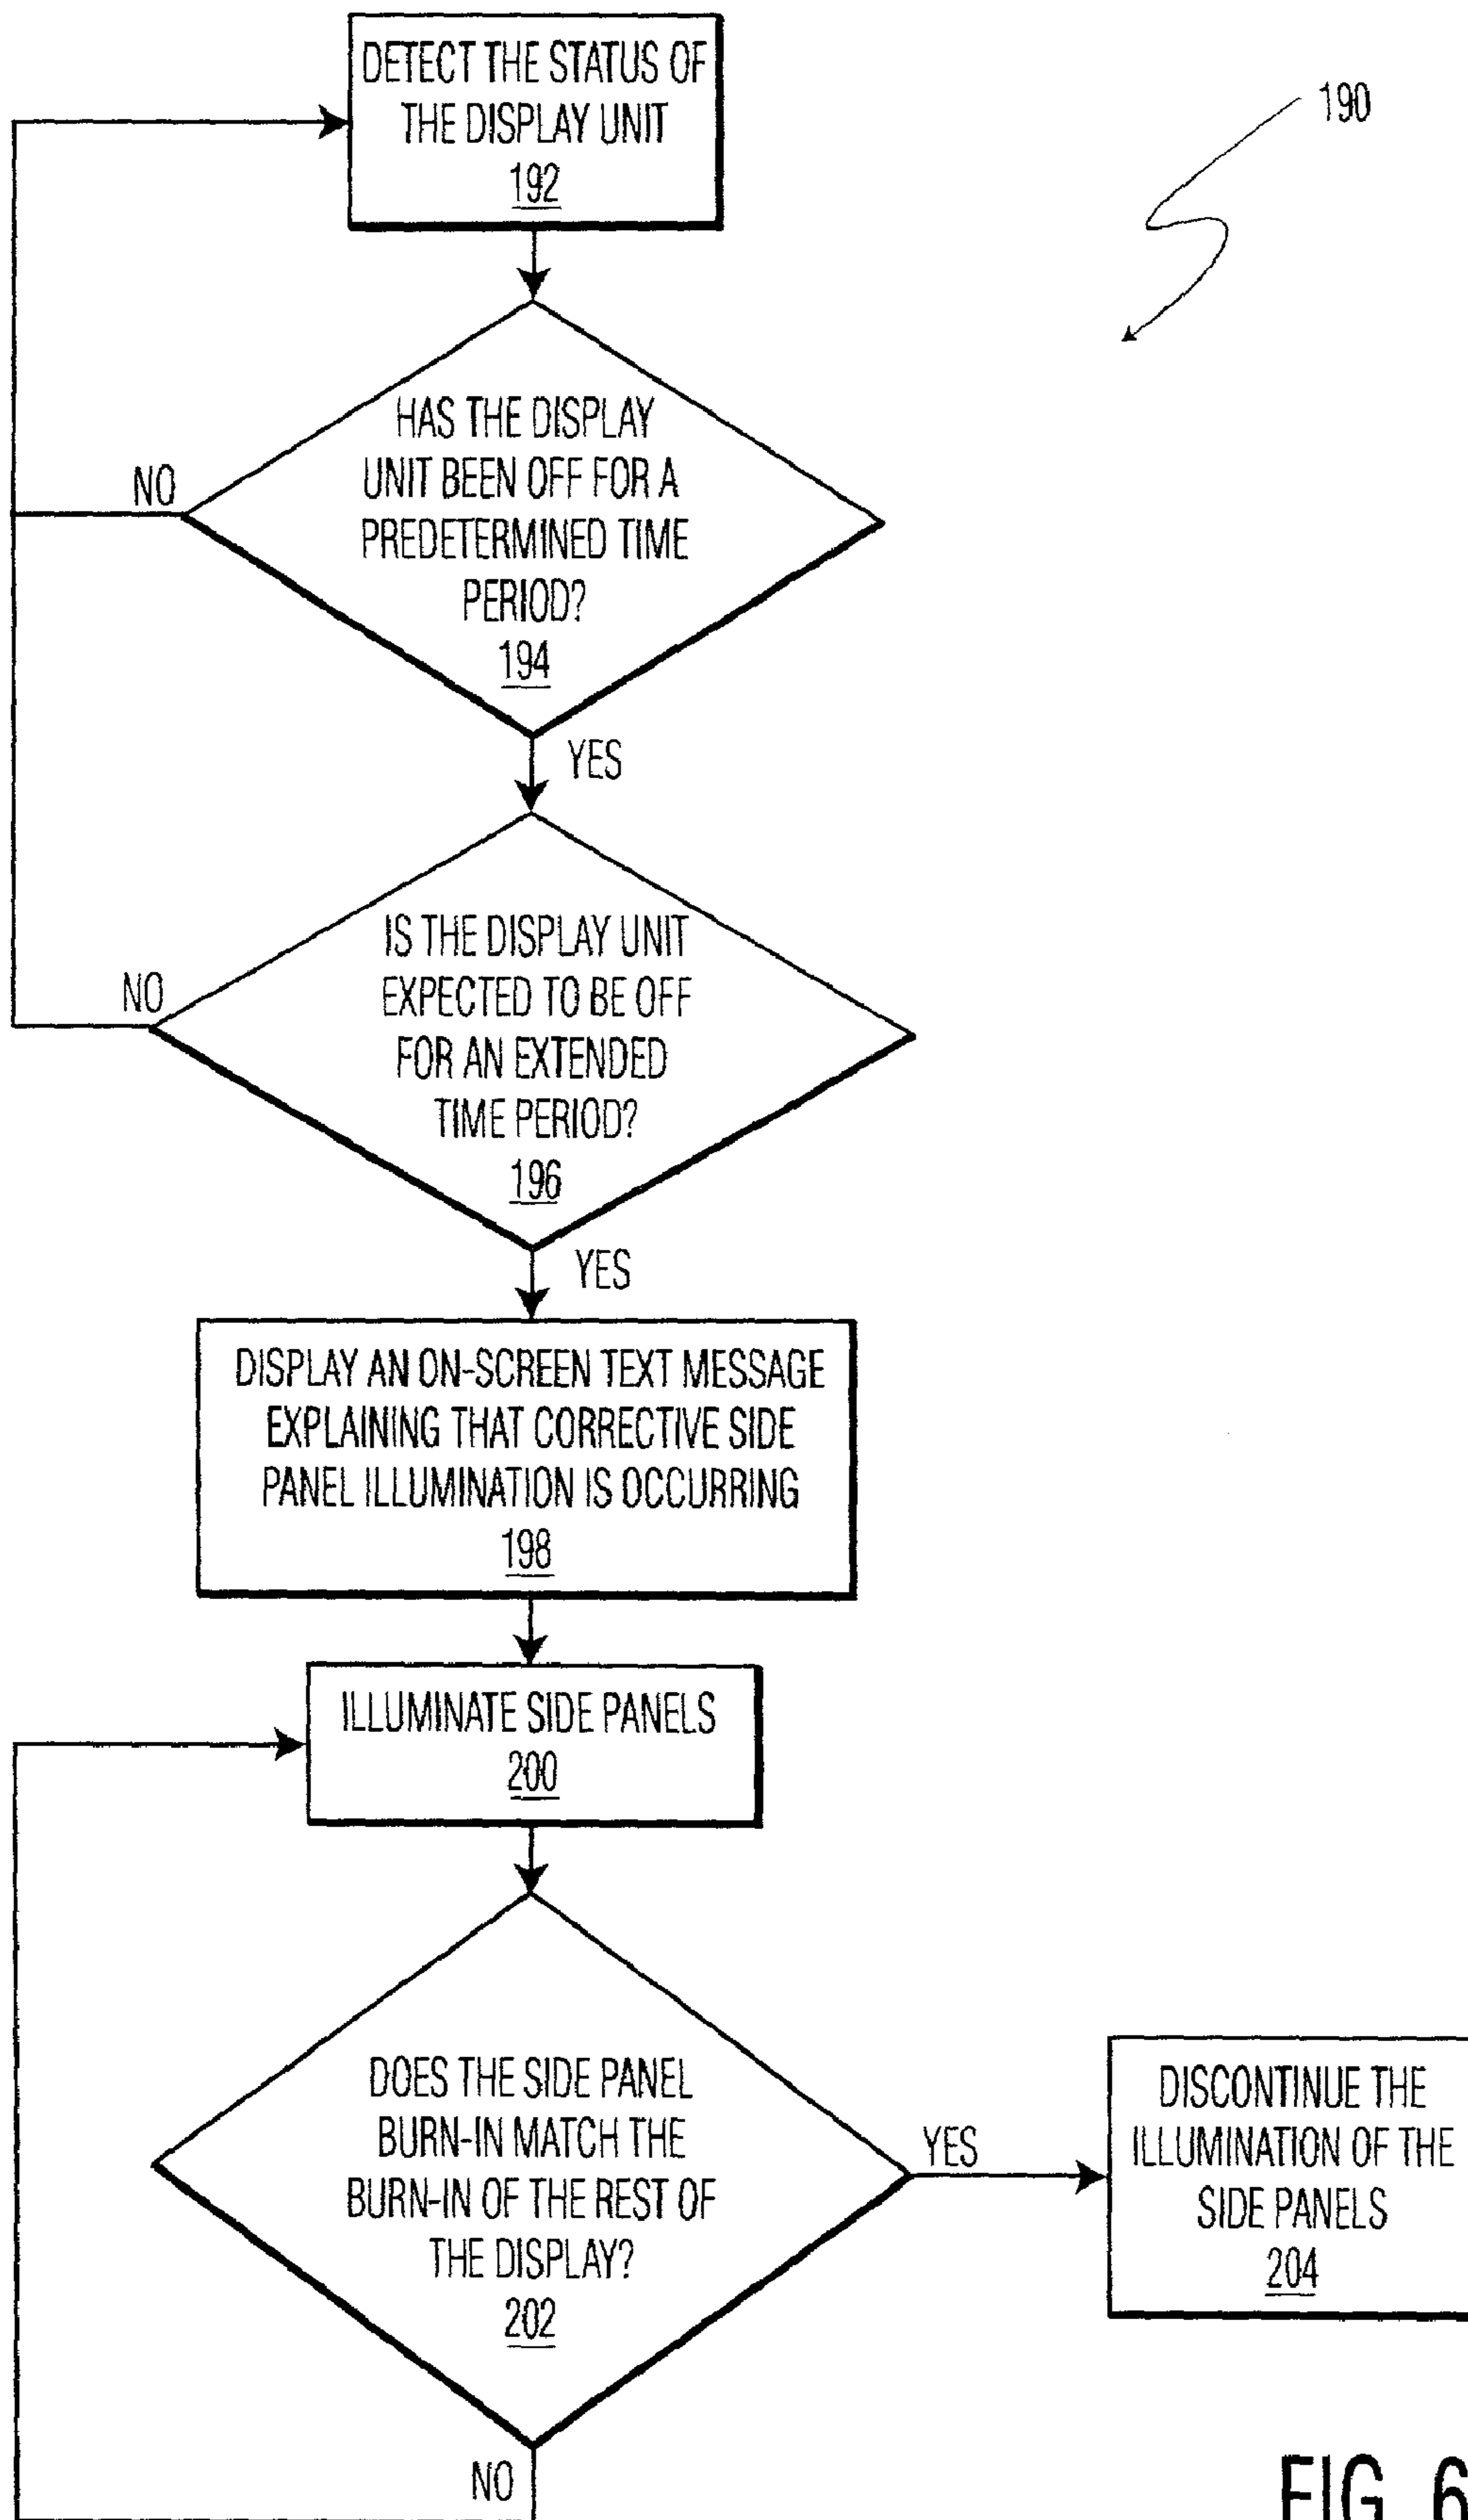 DETECT THE STATUS OF
THE DISPLAY UNIT
192
190
HAS THE DISPLAY
UNIT BEEN OFF FOR A
PREDETERMINED TIME
PERIOD?
194
NO
YES
IS THE DISPLAY UNIT
EXPECTED TO BE OFF
FOR AN EXTENDED
TIME PERIOD?
196
NO
YES
DISPLAY AN ON-SCREEN TEXT MESSAGE
EXPLAINING THAT CORRECTIVE SIDE
PANEL ILLUMINATION IS OCCURRING
198
ILLUMINATE SIDE PANELS
200
DOES THE SIDE PANEL
BURN-IN MATCH THE
BURN-IN OF THE REST OF
THE DISPLAY?
202
YES
DISCONTINUE THE
ILLUMINATION OF THE
SIDE PANELS
204
NO
FIG. 6